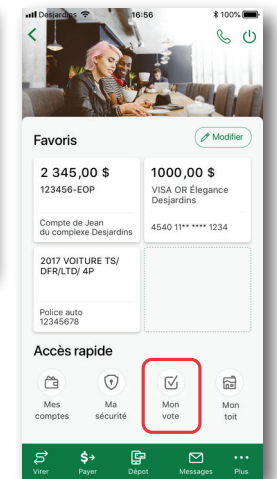 Desjardins 16:56 100%
Favoris Modifier
2 345,00 $
123456-EOP
Compte de Jean
du complexe Desjardins
1000,00 $
VISA OR Élégance
Desjardins
4540 11** **** 1234
2017 VOITURE TS/
DFR/LTD/ 4P
Police auto
12345678
Accès rapide
Mes
comptes
Ma
sécurité
Mon
vote
Mon
toit
Virer Payer Dépot Messages Plus